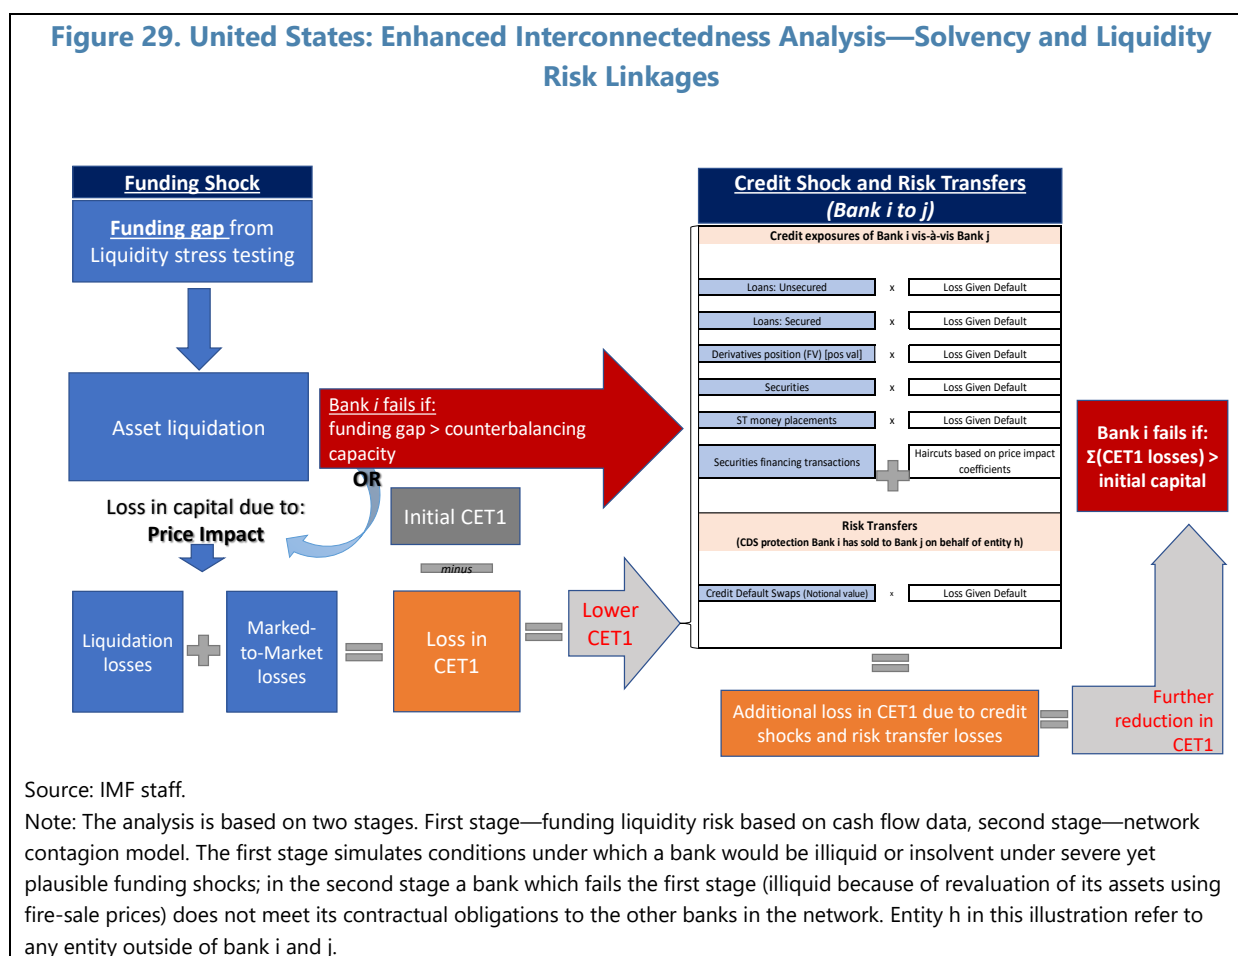 Figure 29. United States: Enhanced Interconnectedness Analysis—Solvency and Liquidity
Risk Linkages
Funding Shock
Funding gap from
Liquidity stress testing
Asset liquidation
Bank i fails if:
funding gap > counterbalancing
capacity
OR
Loss in capital due to:
Price Impact
Initial CET1
minus
Liquidation
losses
Marked-
to-Market
losses
Loss in
CET1
Lower
CET1
Credit Shock and Risk Transfers
(Bank i to j)
Credit exposures of Bank i vis-à-vis Bank j
Loans: Unsecured x Loss Given Default
Loans: Secured x Loss Given Default
Derivatives position (FV) [pos val] x Loss Given Default
Securities x Loss Given Default
ST money placements x Loss Given Default
Securities financing transactions Haircuts based on price impact
coefficients
Risk Transfers
(CDS protection Bank i has sold to Bank j on behalf of entity h)
Credit Default Swaps (Notional value) x Loss Given Default
Additional loss in CET1 due to credit
shocks and risk transfer losses
Further
reduction in
CET1
Bank i fails if:
Σ(CET1 losses) >
initial capital
Source: IMF staff.
Note: The analysis is based on two stages. First stage—funding liquidity risk based on cash flow data, second stage—network
contagion model. The first stage simulates conditions under which a bank would be illiquid or insolvent under severe yet
plausible funding shocks; in the second stage a bank which fails the first stage (illiquid because of revaluation of its assets using
fire-sale prices) does not meet its contractual obligations to the other banks in the network. Entity h in this illustration refer to
any entity outside of bank i and j.